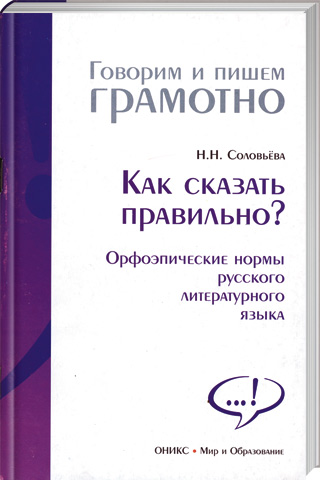 Говорим и пишем
ГРАМОТНО
Н.Н. Соловьёва
Как сказать
правильно?
Орфоэпические нормы
русского
литературного
языка
...!
ОНИКС • Мир и Образование